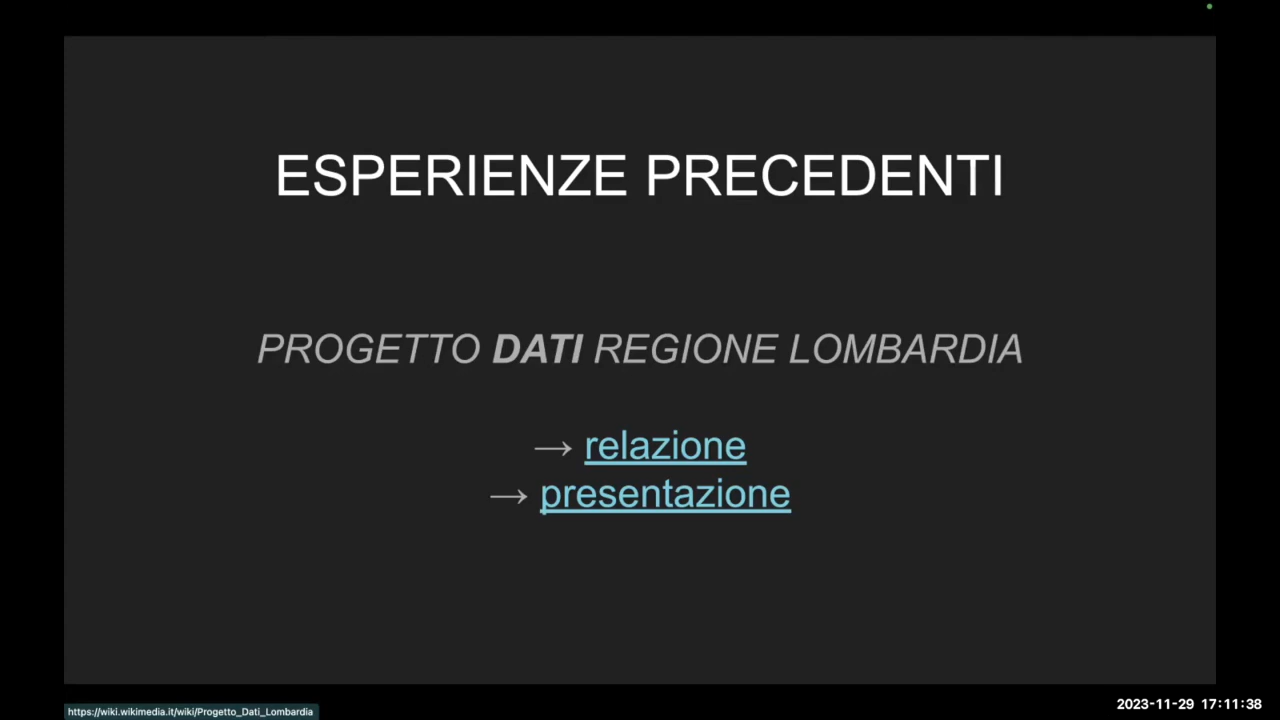 ESPERIENZE PRECEDENTI
PROGETTO DATI REGIONE LOMBARDIA
→ relazione
→ presentazione
https://wiki.wikimedia.it/wiki/Progetto_Dati_Lombardia
2023-11-29 17:11:38